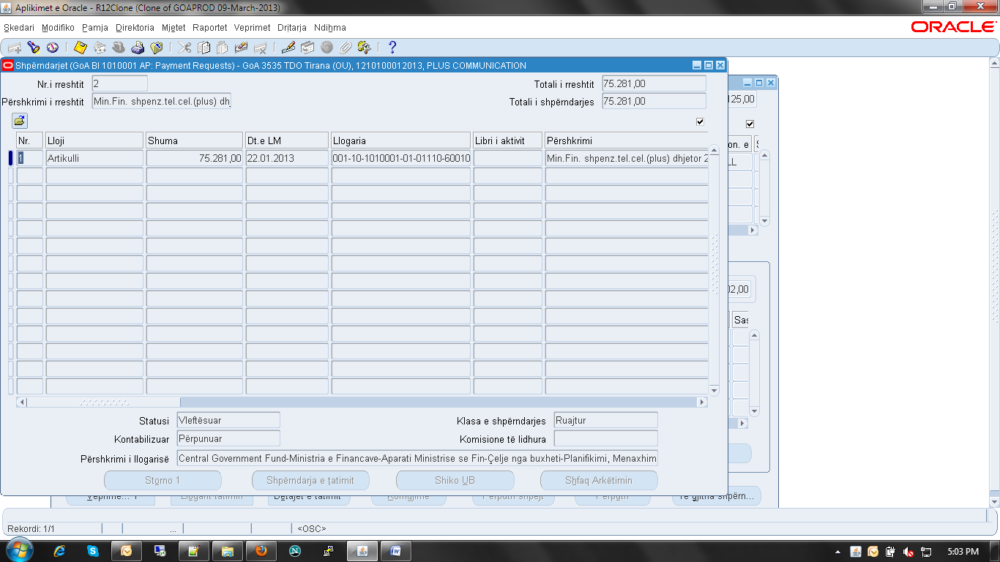 Aplikimet e Oracle - R12Clone (Clone of GOAPROD 09-March-2013)
Skedari Modifiko Pamja Direktoria Mjetet Raportet Veprimet Dritarja Ndihma
ORACLE
Shpërndarjet (GoA BI 1010001 AP: Payment Requests) - GoA 3535 TDO Tirana (OU), 1210100012013, PLUS COMMUNICATION
Nr.i rreshtit 2 Totali i rreshtit 75.281,00
125,00
Përshkrimi i rreshtit Min.Fin. shpenz.tel.cel.(plus) dhj Totali i shpërndarjes 75.281,00
Nr. Lloji Shuma Dt.e LM Llogaria Libri i aktivit Përshkrimi
on. e
1 Artikulli 75.281,00 22.01.2013 001-10-1010001-01-01110-60010 Min.Fin. shpenz.tel.cel.(plus) dhjetor 2
LL
02,00
Sas
Statusi Vleftësuar Klasa e shpërndarjes Ruajtur
Kontabilizuar Përpunuar Komisione të lidhura
Përshkrimi i llogarisë Central Government Fund-Ministria e Financave-Aparati Ministrise se Fin-Çelje nga buxheti-Planifikimi, Menaxhim
Storno 1 Shpërndarja e tatimit Shiko UB Shfaq Arkëtimin
Veprime... 1 Llogarit tatimin Detajet e tatimit Korrigjime Përputh shpejt Përputh Të gjitha shpërn...
Rekordi: 1/1 ... <OSC>
5:03 PM